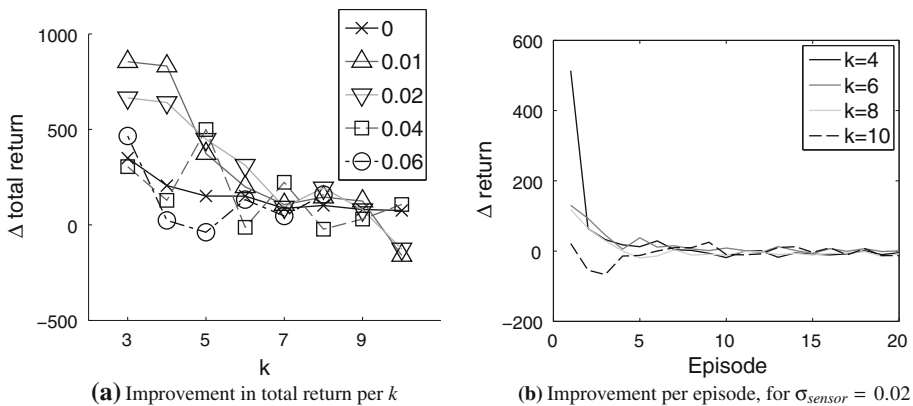 1000
500
0
−500
Δ total return
3
5
7
9
k
0
0.01
0.02
0.04
0.06
(a) Improvement in total return per k
600
400
200
0
−200
Δ return
0
5
10
15
20
Episode
k=4
k=6
k=8
k=10
(b) Improvement per episode, for σsensor = 0.02